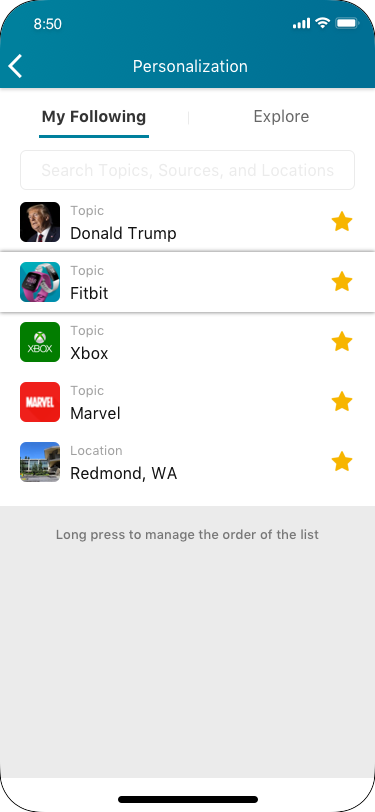 8:50
Personalization
My Following
Explore
Search Topics, Sources, and Locations
Topic
Donald Trump
Topic
Fitbit
XBOX
Topic
Xbox
MARVEL
Topic
Marvel
Location
Redmond, WA
Long press to manage the order of the list